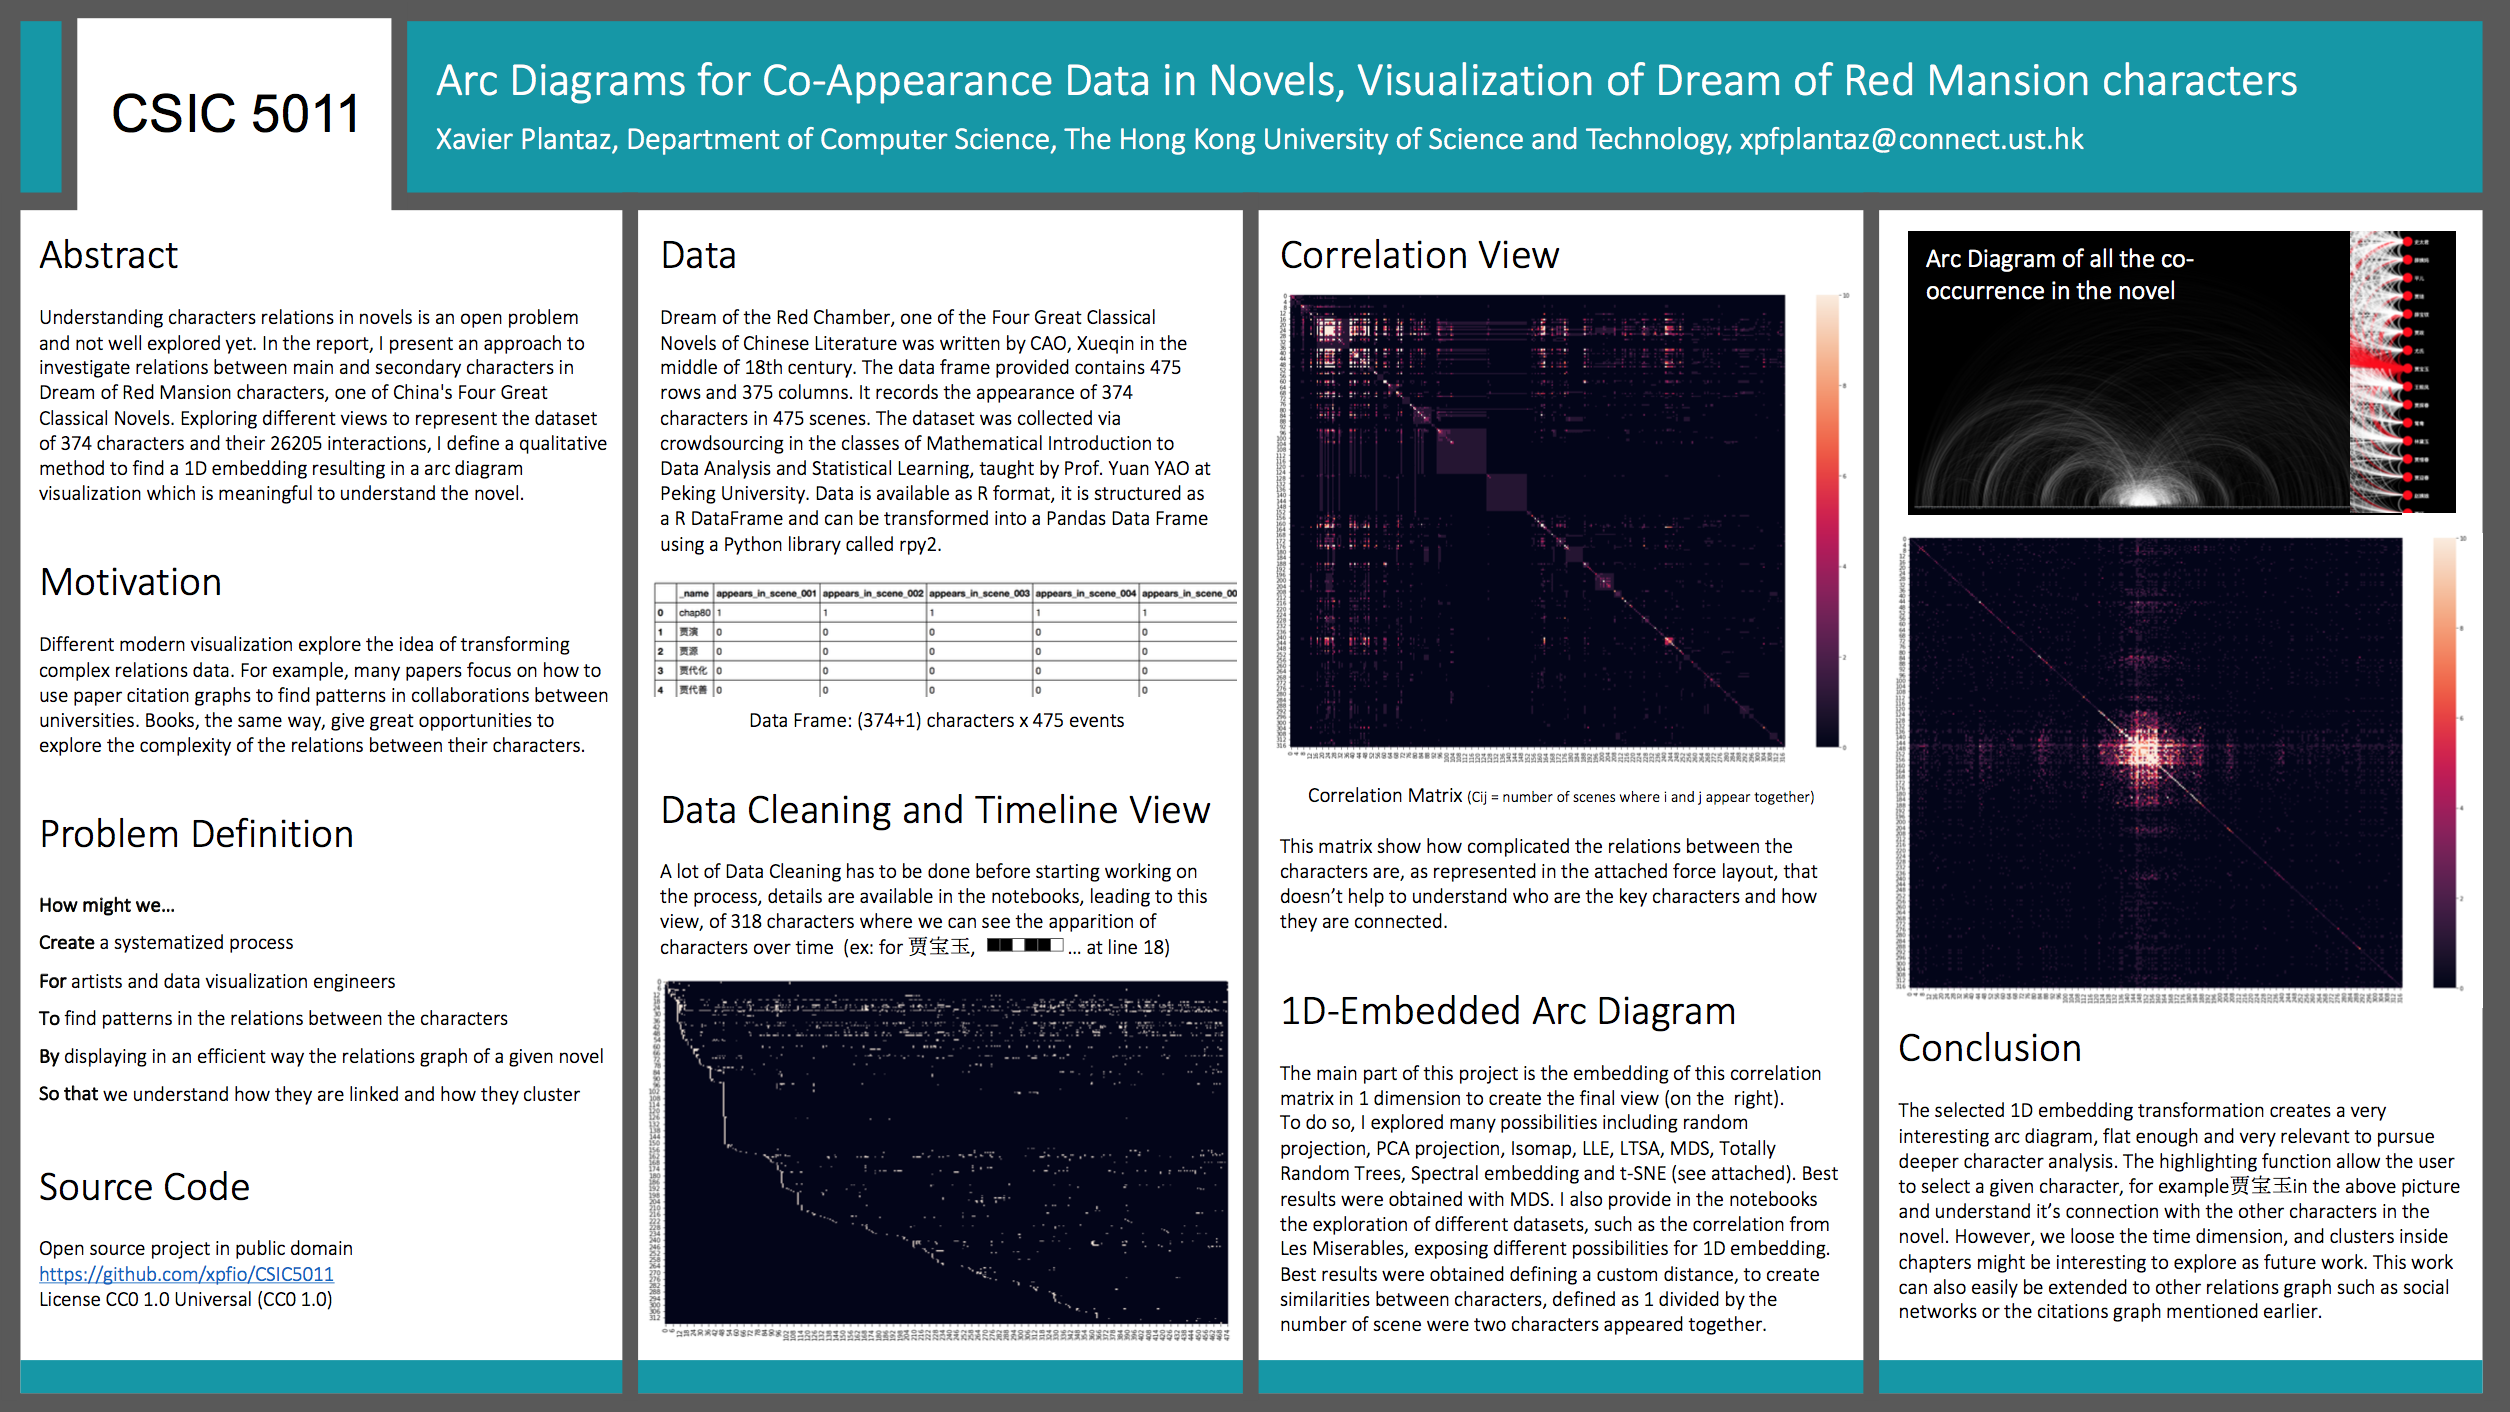 CSIC 5011
Arc Diagrams for Co-Appearance Data in Novels, Visualization of Dream of Red Mansion characters
Xavier Plantaz, Department of Computer Science, The Hong Kong University of Science and Technology, xpfplantaz@connect.ust.hk
Abstract
Understanding characters relations in novels is an open problem
and not well explored yet. In the report, I present an approach to
investigate relations between main and secondary characters in
Dream of Red Mansion characters, one of China's Four Great
Classical Novels. Exploring different views to represent the dataset
of 374 characters and their 26205 interactions, I define a qualitative
method to find a 1D embedding resulting in a arc diagram
visualization which is meaningful to understand the novel.
Motivation
Different modern visualization explore the idea of transforming
complex relations data. For example, many papers focus on how to
use paper citation graphs to find patterns in collaborations between
universities. Books, the same way, give great opportunities to
explore the complexity of the relations between their characters.
Problem Definition
How might we...
Create a systematized process
For artists and data visualization engineers
To find patterns in the relations between the characters
By displaying in an efficient way the relations graph of a given novel
So that we understand how they are linked and how they cluster
Source Code
Open source project in public domain
https://github.com/xpfio/CSIC5011
License CC0 1.0 Universal (CC0 1.0)
Data
Dream of the Red Chamber, one of the Four Great Classical
Novels of Chinese Literature was written by CAO, Xueqin in the
middle of 18th century. The data frame provided contains 475
rows and 375 columns. It records the appearance of 374
characters in 475 scenes. The dataset was collected via
crowdsourcing in the classes of Mathematical Introduction to
Data Analysis and Statistical Learning, taught by Prof. Yuan YAO at
Peking University. Data is available as R format, it is structured as
a R DataFrame and can be transformed into a Pandas Data Frame
using a Python library called rpy2.
_name appears_in_scene_001 appears_in_scene_002 appears_in_scene_003 appears_in_scene_004 appears_in_scene_00
0 chap80 1 1 1 1 1
1 贾演 0 0 0 0 0
2 贾源 0 0 0 0 0
3 贾代化 0 0 0 0 0
4 贾代善 0 0 0 0 0
Data Frame: (374+1) characters x 475 events
Data Cleaning and Timeline View
A lot of Data Cleaning has to be done before starting working on
the process, details are available in the notebooks, leading to this
view, of 318 characters where we can see the apparition of
characters over time (ex: for 贾宝玉, ... at line 18)
Correlation View
10
8
6
4
2
0
Correlation Matrix (Cij = number of scenes where i and j appear together)
This matrix show how complicated the relations between the
characters are, as represented in the attached force layout, that
doesn't help to understand who are the key characters and how
they are connected.
1D-Embedded Arc Diagram
The main part of this project is the embedding of this correlation
matrix in 1 dimension to create the final view (on the right).
To do so, I explored many possibilities including random
projection, PCA projection, Isomap, LLE, LTSA, MDS, Totally
Random Trees, Spectral embedding and t-SNE (see attached). Best
results were obtained with MDS. I also provide in the notebooks
the exploration of different datasets, such as the correlation from
Les Miserables, exposing different possibilities for 1D embedding.
Best results were obtained defining a custom distance, to create
similarities between characters, defined as 1 divided by the
number of scene were two characters appeared together.
Arc Diagram of all the co-
occurrence in the novel
10
8
6
4
2
0
Conclusion
The selected 1D embedding transformation creates a very
interesting arc diagram, flat enough and very relevant to pursue
deeper character analysis. The highlighting function allow the user
to select a given character, for example贾宝玉in the above picture
and understand it's connection with the other characters in the
novel. However, we loose the time dimension, and clusters inside
chapters might be interesting to explore as future work. This work
can also easily be extended to other relations graph such as social
networks or the citations graph mentioned earlier.